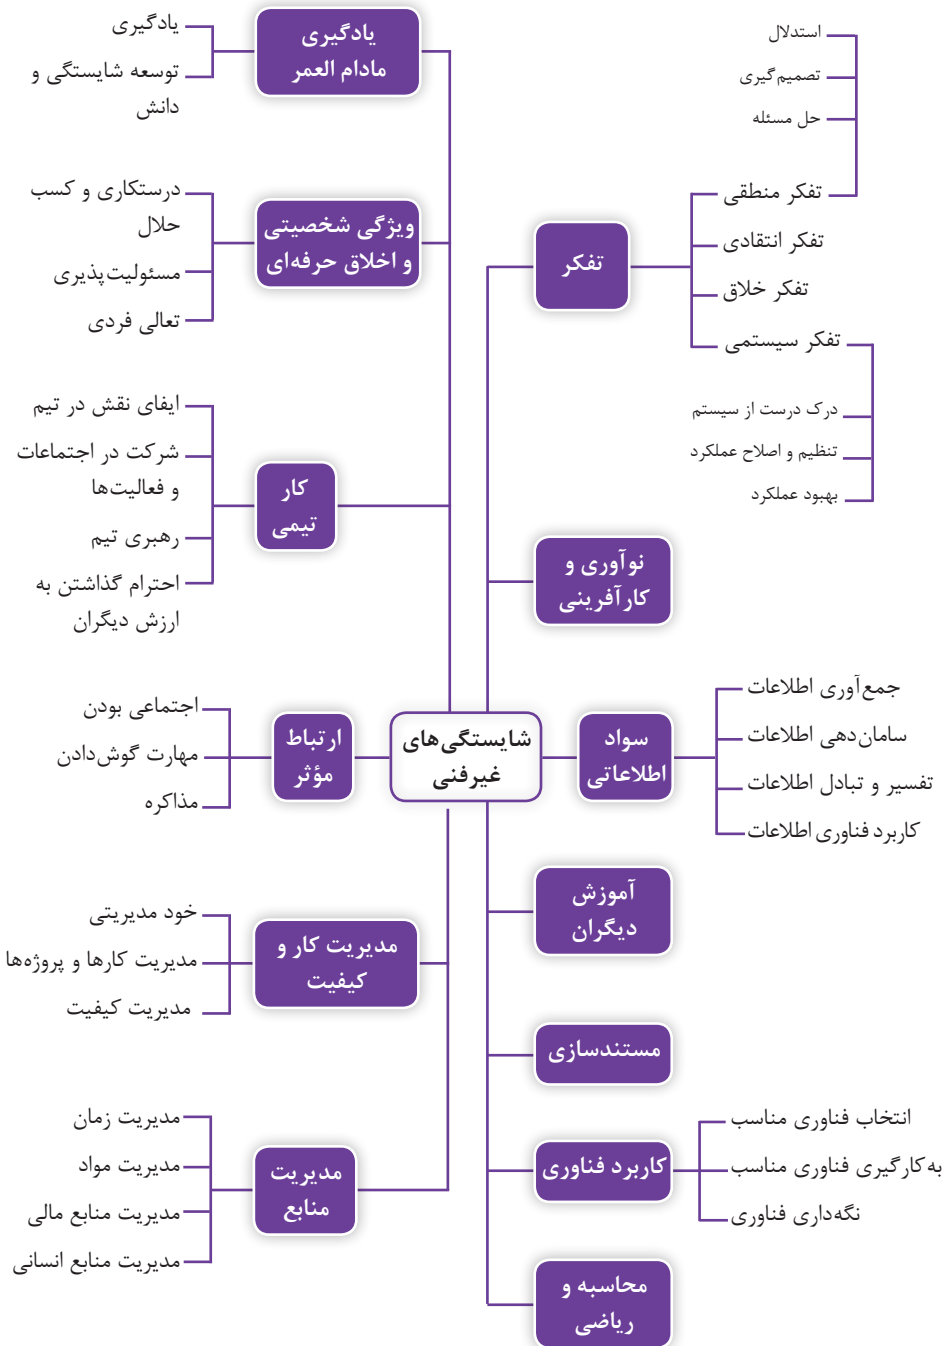 شایستگی‌های
غیرفنی
تفکر
تفکر منطقی
استدلال
تصمیم‌گیری
حل مسئله
تفکر انتقادی
تفکر خلاق
تفکر سیستمی
درک درست از سیستم
تنظیم و اصلاح عملکرد
بهبود عملکرد
نوآوری و
کارآفرینی
سواد
اطلاعاتی
جمع‌آوری اطلاعات
سامان‌دهی اطلاعات
تفسیر و تبادل اطلاعات
کاربرد فناوری اطلاعات
آموزش
دیگران
مستندسازی
کاربرد فناوری
انتخاب فناوری مناسب
به‌کارگیری فناوری مناسب
نگه‌داری فناوری
محاسبه و
ریاضی
یادگیری
مادام العمر
یادگیری
توسعه شایستگی و
دانش
ویژگی شخصیتی
و اخلاق حرفه‌ای
درستکاری و کسب
حلال
مسئولیت‌پذیری
تعالی فردی
کار
تیمی
ایفای نقش در تیم
شرکت در اجتماعات
و فعالیت‌ها
رهبری تیم
احترام گذاشتن به
ارزش دیگران
ارتباط
مؤثر
اجتماعی بودن
مهارت گوش‌دادن
مذاکره
مدیریت کار و
کیفیت
خود مدیریتی
مدیریت کارها و پروژه‌ها
مدیریت کیفیت
مدیریت
منابع
مدیریت زمان
مدیریت مواد
مدیریت منابع مالی
مدیریت منابع انسانی